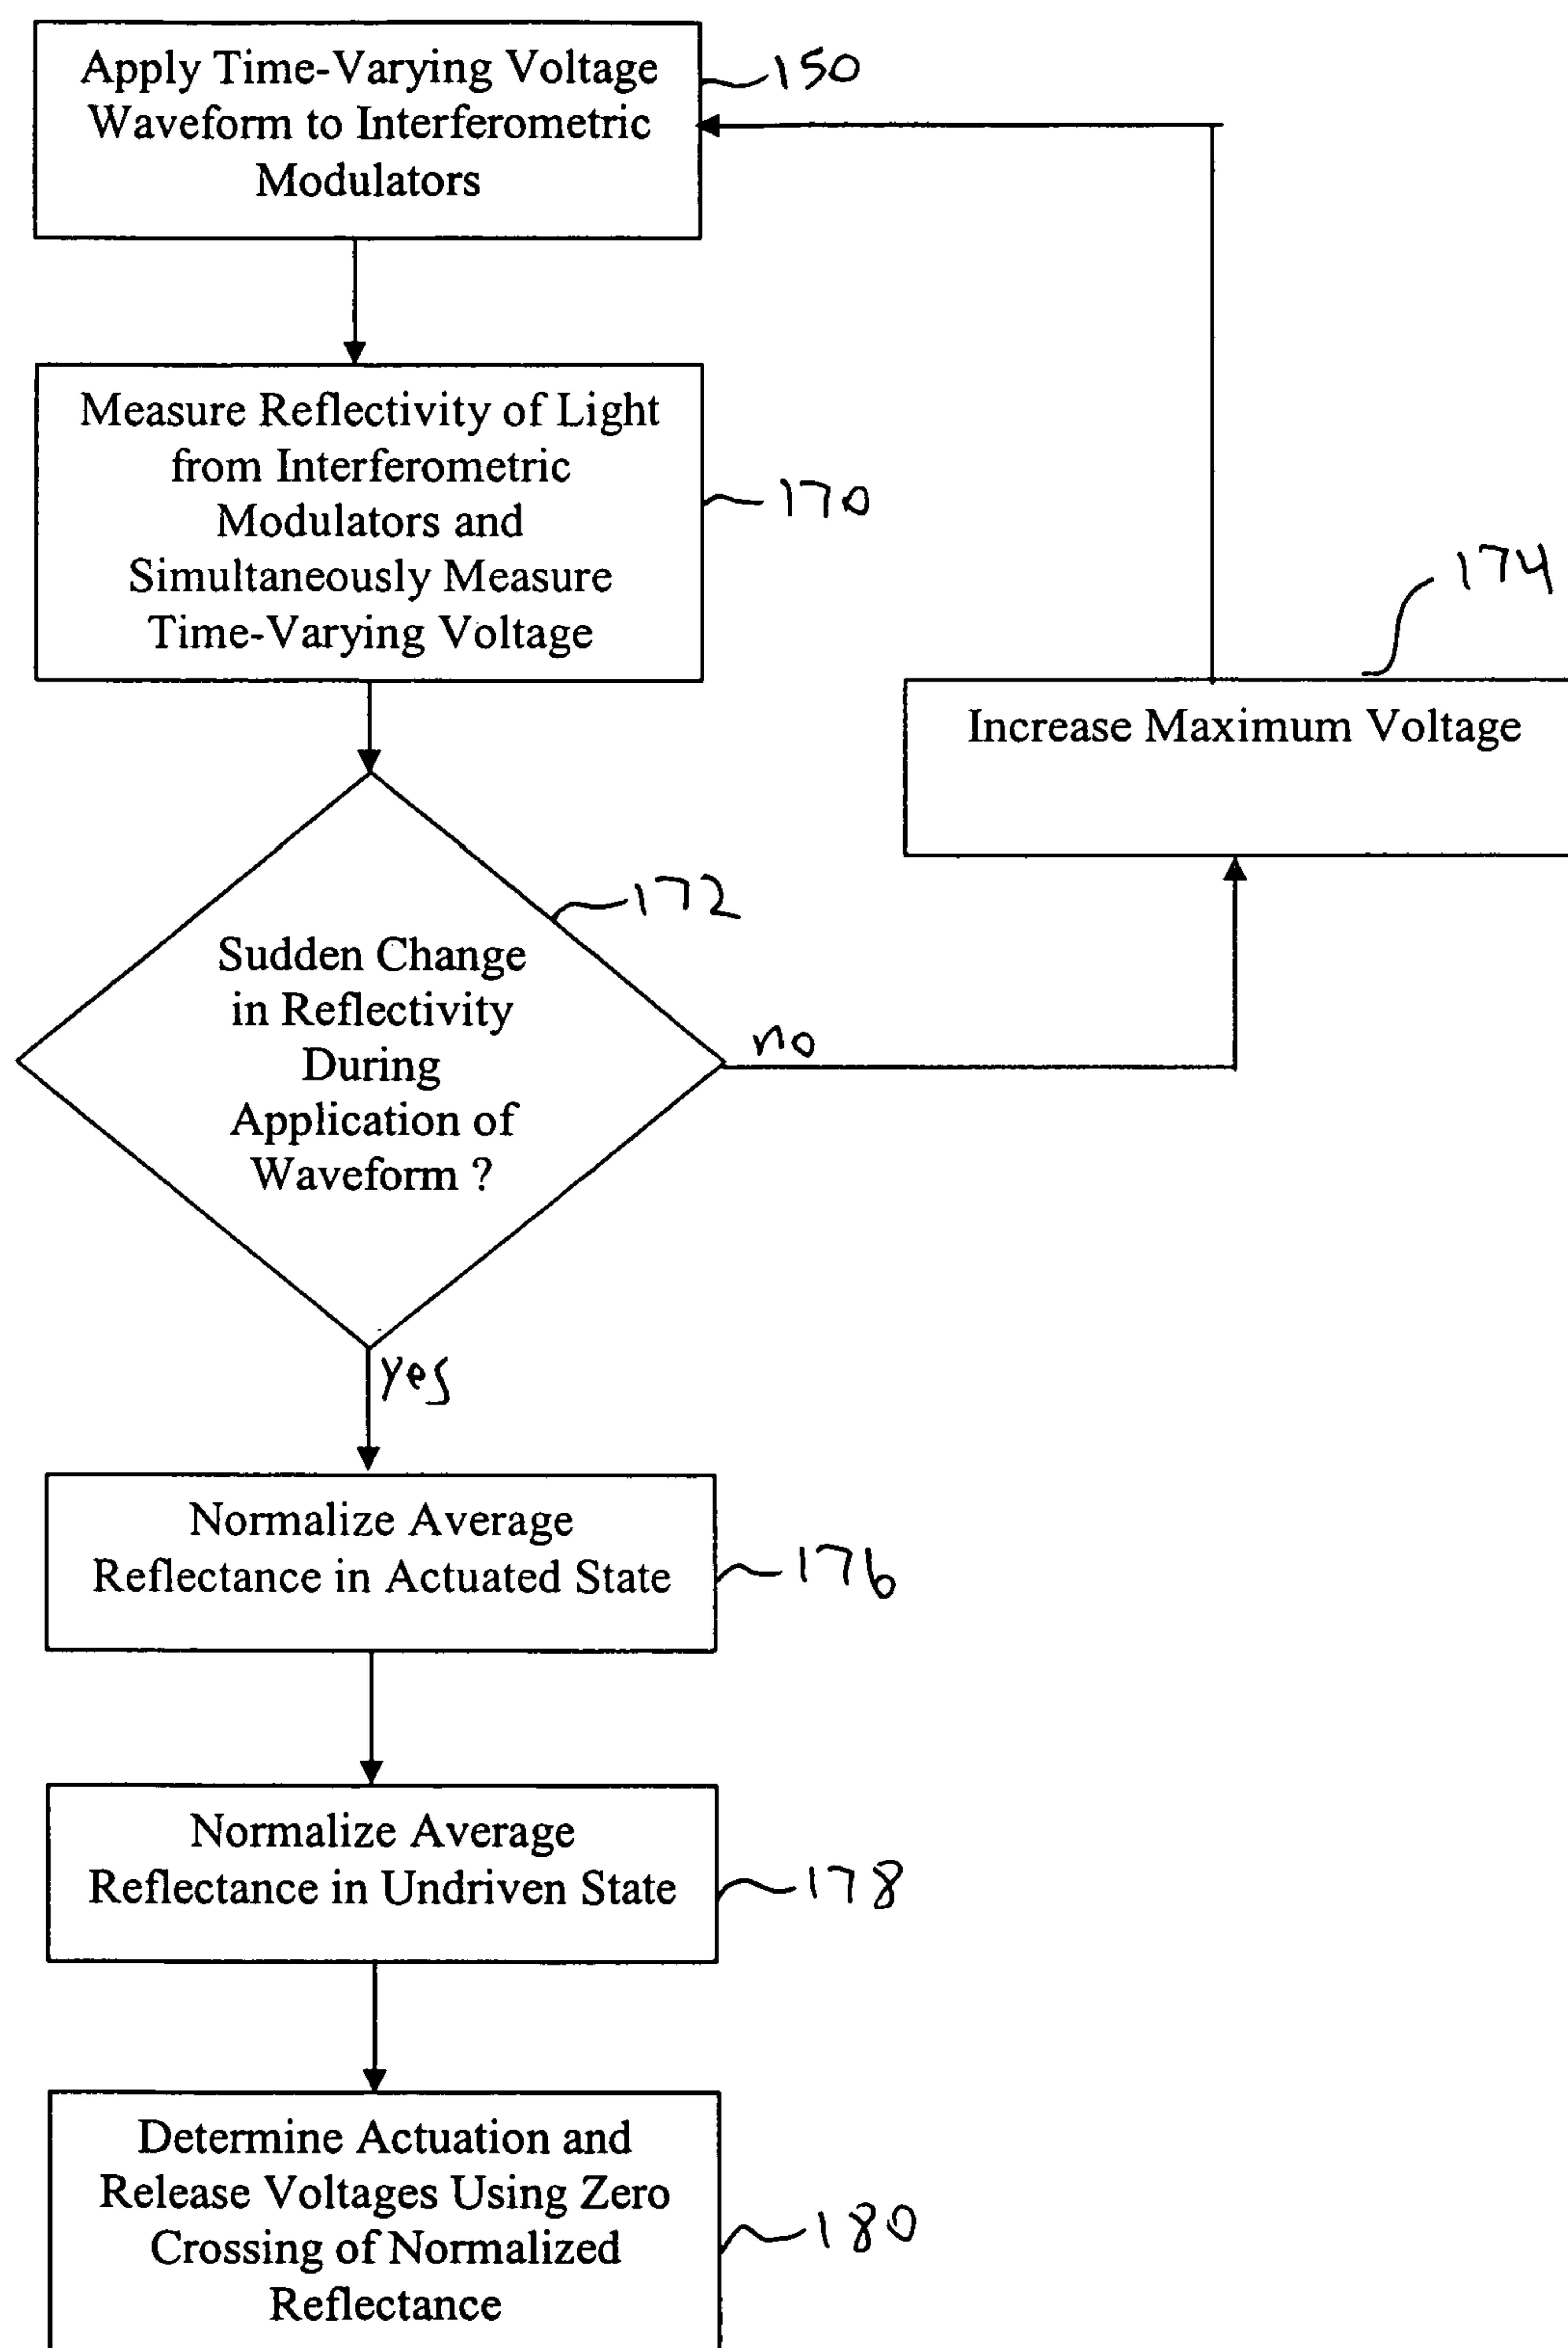 Apply Time-Varying Voltage
Waveform to Interferometric
Modulators
150
Measure Reflectivity of Light
from Interferometric
Modulators and
Simultaneously Measure
Time-Varying Voltage
170
174
Increase Maximum Voltage
172
Sudden Change
in Reflectivity
During
Application of
Waveform ?
no
yes
Normalize Average
Reflectance in Actuated State
176
Normalize Average
Reflectance in Undriven State
178
Determine Actuation and
Release Voltages Using Zero
Crossing of Normalized
Reflectance
180